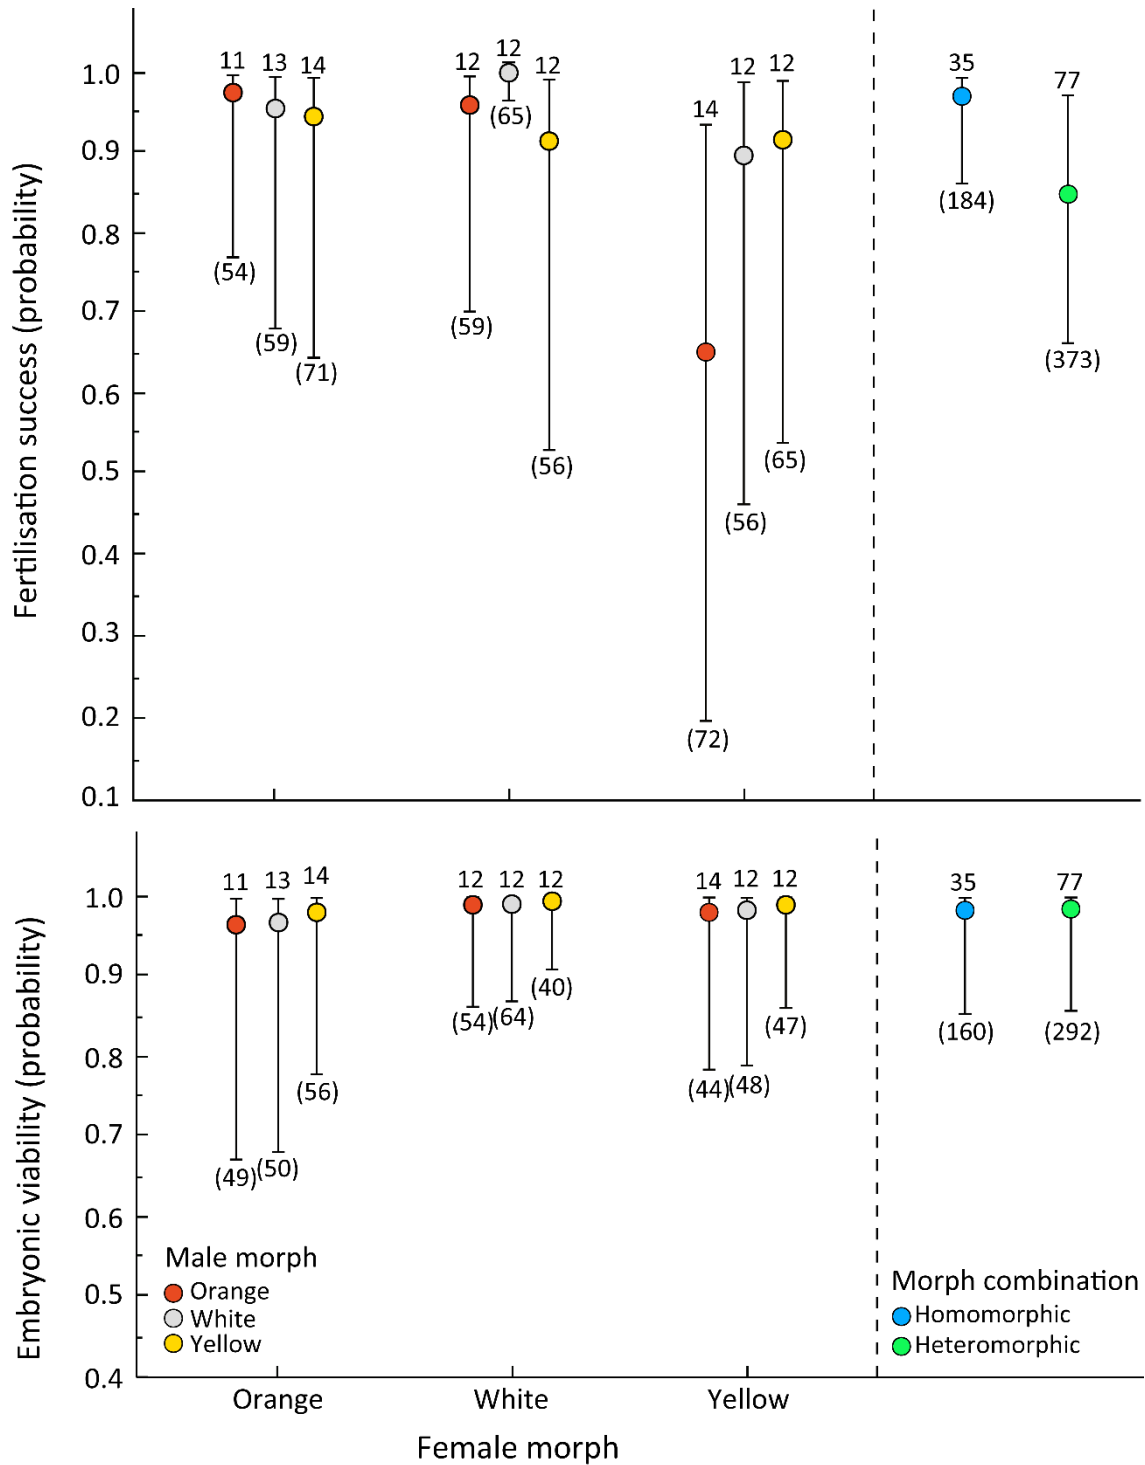 Fertilisation success (probability)
1.0
0.9
0.8
0.7
0.6
0.5
0.4
0.3
0.2
0.1
11 13 14
(54)
(59)
(71)
12 12 12
(65)
(59)
(56)
14 12 12
(65)
(56)
(72)
35 77
(184)
(373)
Embryonic viability (probability)
1.0
0.9
0.8
0.7
0.6
0.5
0.4
11 13 14
(56)
(49) (50)
12 12 12
(40)
(54) (64)
14 12 12
(47)
(44) (48)
35 77
(160) (292)
Male morph
Orange
White
Yellow
Morph combination
Homomorphic
Heteromorphic
Orange White Yellow
Female morph